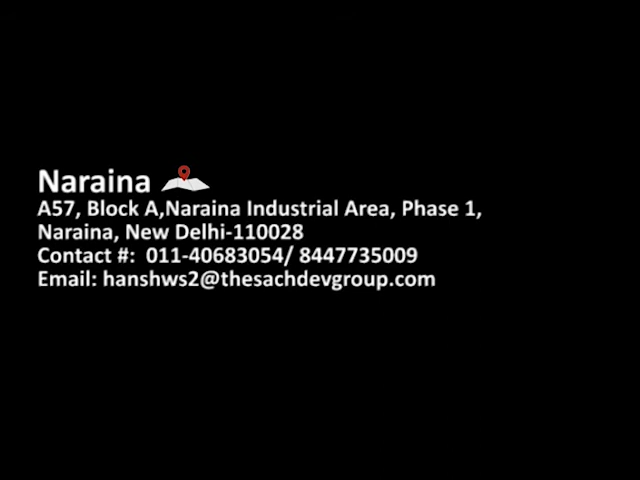 Naraina
A57, Block A,Naraina Industrial Area, Phase 1,
Naraina, New Delhi-110028
Contact #:  011-40683054/ 8447735009
Email: hanshws2@thesachdevgroup.com